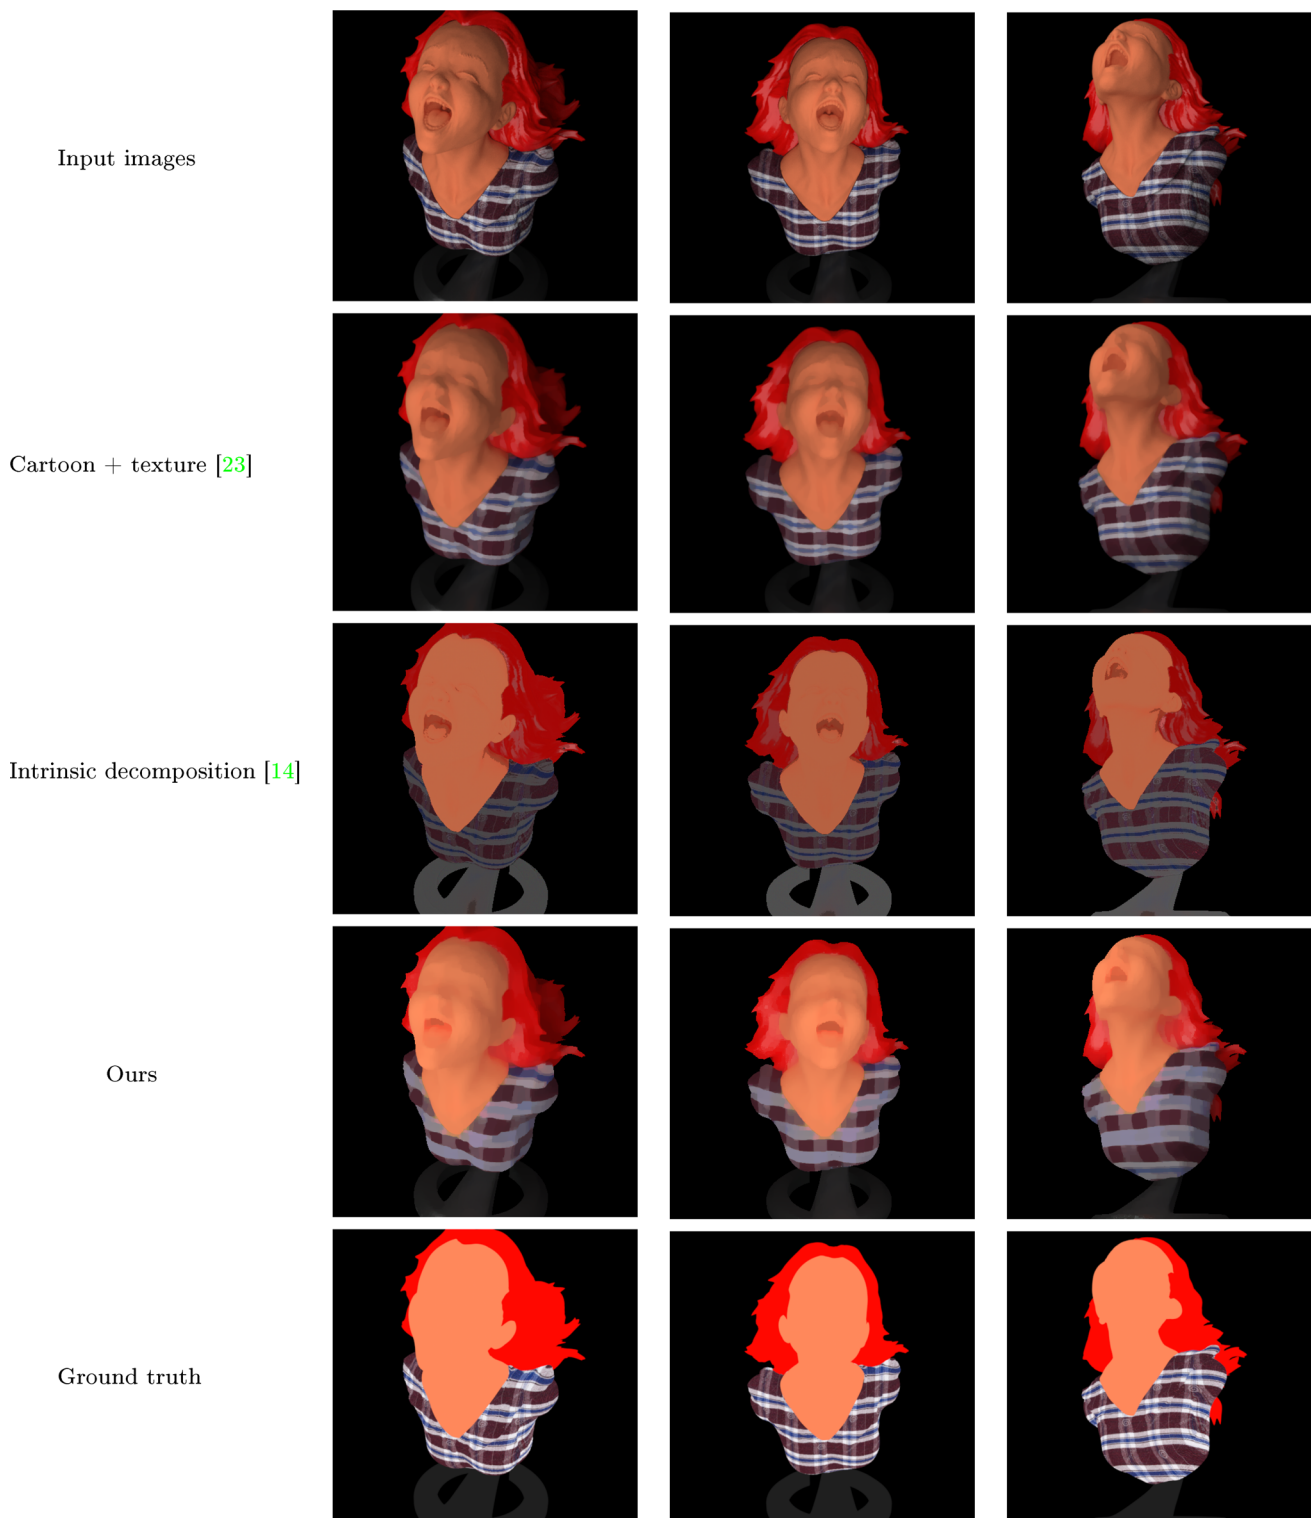 Input images
Cartoon + texture [23]
Intrinsic decomposition [14]
Ours
Ground truth